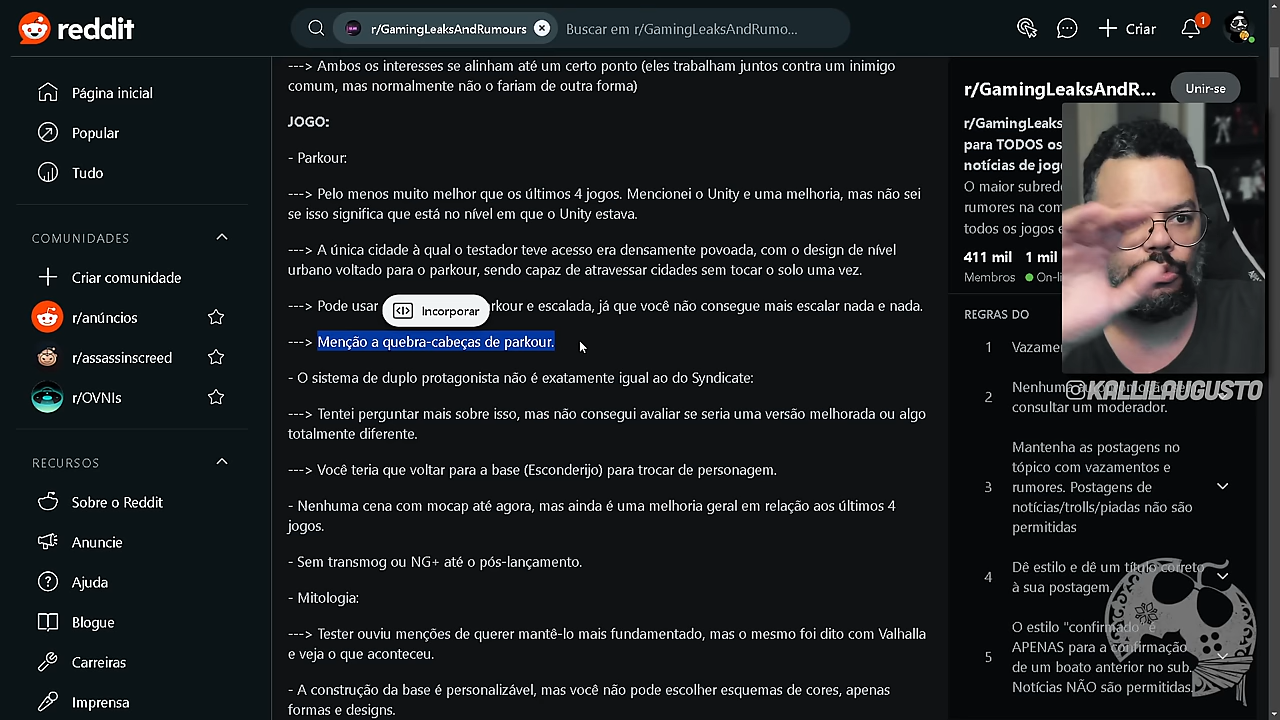 reddit
r/GamingLeaksAndRumours
Buscar em r/GamingLeaksAndRumo...
Criar
1
Página inicial
Popular
Tudo
COMUNIDADES
Criar comunidade
r/anúncios
r/assassinscreed
r/OVNIs
RECURSOS
Sobre o Reddit
Anuncie
Ajuda
Blogue
Carreiras
Imprensa
---> Ambos os interesses se alinham até um certo ponto (eles trabalham juntos contra um inimigo
comum, mas normalmente não o fariam de outra forma)
JOGO:
- Parkour:
---> Pelo menos muito melhor que os últimos 4 jogos. Mencionei o Unity e uma melhoria, mas não sei
se isso significa que está no nível em que o Unity estava.
---> A única cidade à qual o testador teve acesso era densamente povoada, com o design de nível
urbano voltado para o parkour, sendo capaz de atravessar cidades sem tocar o solo uma vez.
---> Pode usar
Incorporar
rkour e escalada, já que você não consegue mais escalar nada e nada.
---> Menção a quebra-cabeças de parkour.
- O sistema de duplo protagonista não é exatamente igual ao do Syndicate:
---> Tentei perguntar mais sobre isso, mas não consegui avaliar se seria uma versão melhorada ou algo
totalmente diferente.
---> Você teria que voltar para a base (Esconderijo) para trocar de personagem.
- Nenhuma cena com mocap até agora, mas ainda é uma melhoria geral em relação aos últimos 4
jogos.
- Sem transmog ou NG+ até o pós-lançamento.
- Mitologia:
---> Tester ouviu menções de querer mantê-lo mais fundamentado, mas o mesmo foi dito com Valhalla
e veja o que aconteceu.
- A construção da base é personalizável, mas você não pode escolher esquemas de cores, apenas
formas e designs.
r/GamingLeaksAndR...
Unir-se
r/GamingLeaks
para TODOS os
notícias de jog
O maior subred
rumores na com
todos os jogos e
411 mil
1 mil
Membros
On-li
REGRAS DO
1
Vazamen
2
Nenhum
consultar um moderador.
KALLILAUGUSTO
3
Mantenha as postagens no
tópico com vazamentos e
rumores. Postagens de
notícias/trolls/piadas não são
permitidas
4
Dê estilo e dê um título correto
à sua postagem.
5
O estilo "confirmado" é
APENAS para a confirmação
de um boato anterior no sub.
Notícias NÃO são permitidas.